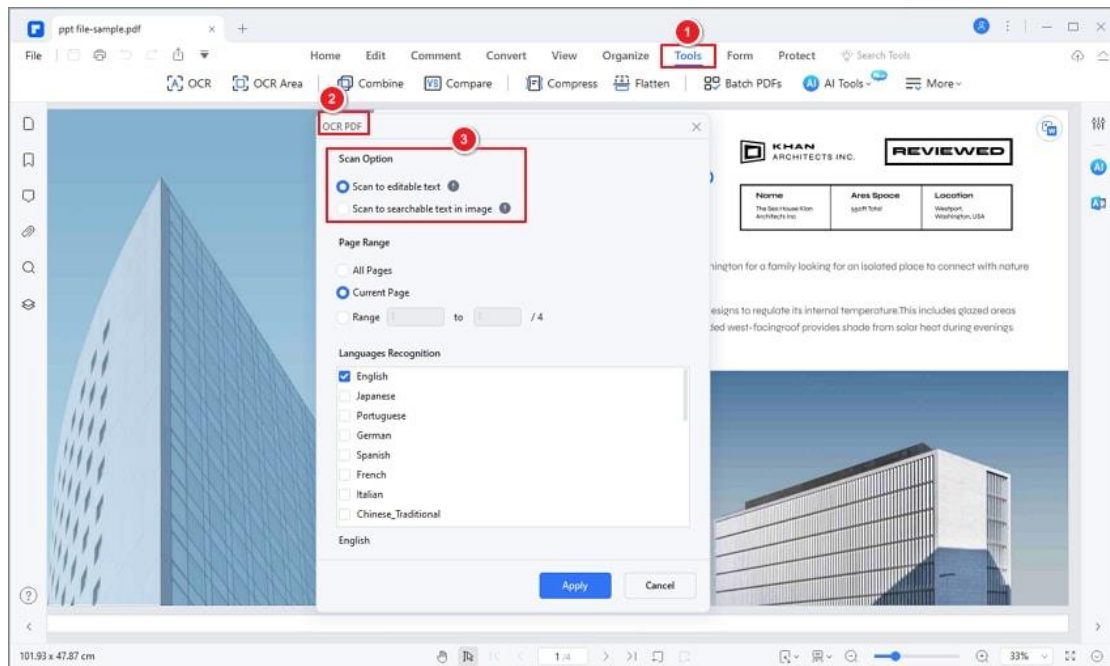 ppt file-sample.pdf
1
File Home Edit Comment Convert View Organize Tools Form Protect Search Tools
OCR OCR Area Combine Compare Compress Flatten Batch PDFs AI Tools More
2
OCR PDF
3
Scan Option
Scan to editable text
Scan to searchable text in image
Page Range
All Pages
Current Page
Range 1 to 1 / 4
Languages Recognition
English
Japanese
Portuguese
German
Spanish
French
Italian
Chinese_Traditional
English
Apply Cancel
KHAN
ARCHITECTS INC.
REVIEWED
Name Ares Spoce Locotion
The Sea House Klan
Architects Inc
550ft Total
Westport,
Washington, USA
hington for a family looking for an isolated place to connect with nature
esigns to regulate its internal temperature.This includes glazed areas
ded west-facingroof provides shade from solar heat during evenings
101.93 x 47.87 cm 1 /4 33%